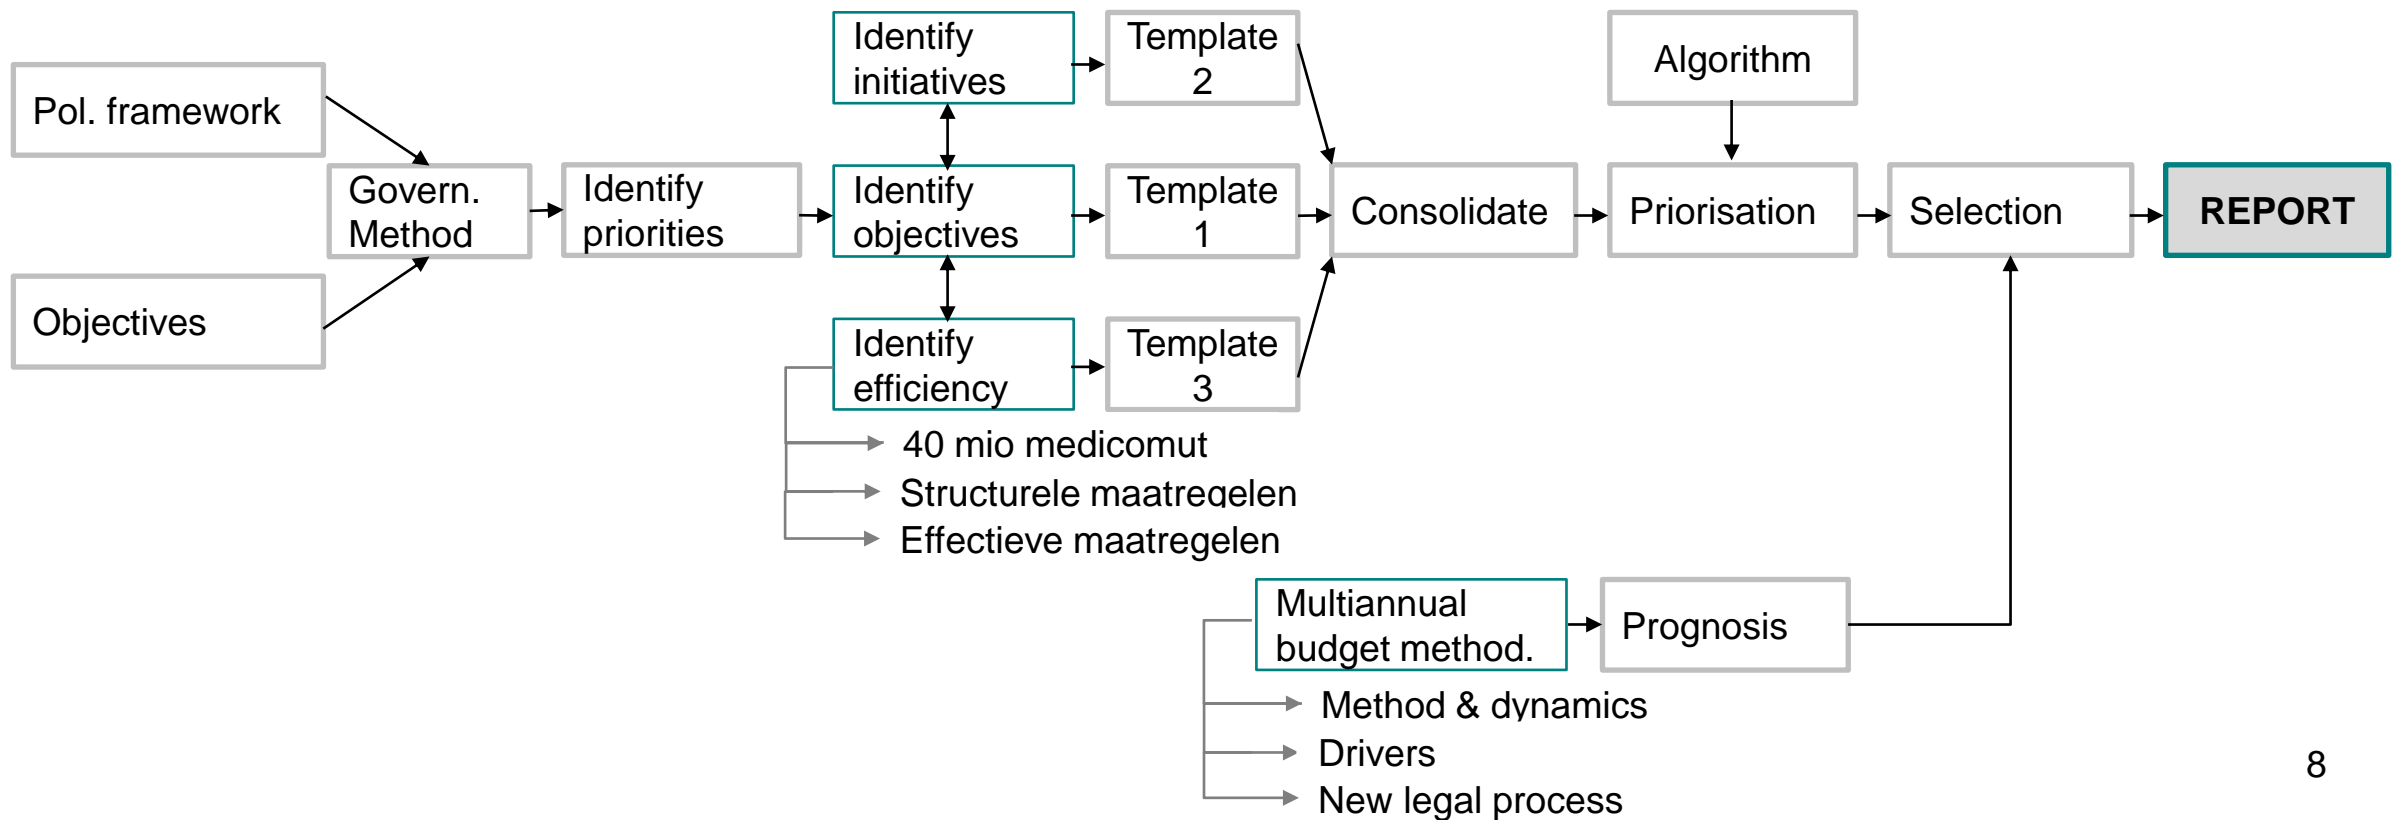 Pol. framework
Objectives
Govern.
Method
Identify
priorities
Identify
initiatives
Identify
objectives
Identify
efficiency
Template
2
Template
1
Template
3
40 mio medicomut
Structurele maatregelen
Effectieve maatregelen
Consolidate
Algorithm
Priorisation
Selection
REPORT
Multiannual
budget method.
Prognosis
Method & dynamics
Drivers
New legal process
8